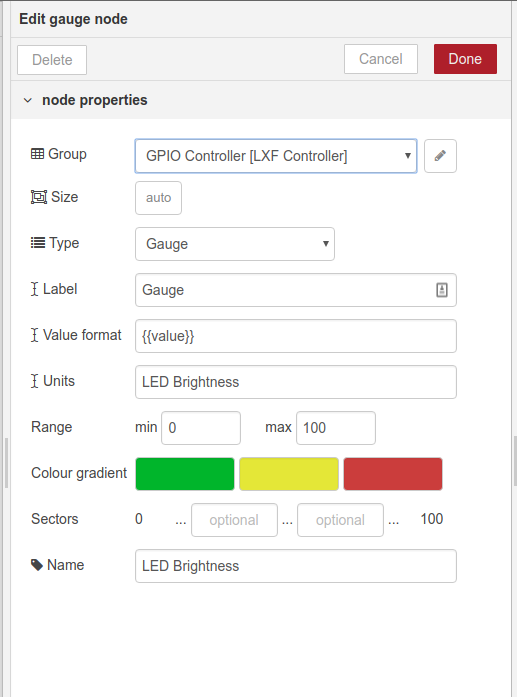 Edit gauge node
Delete Cancel Done
node properties
Group GPIO Controller [LXF Controller]
Size auto
Type Gauge
Label Gauge
Value format {{value}}
Units LED Brightness
Range min 0 max 100
Colour gradient
Sectors 0 ... optional ... optional ... 100
Name LED Brightness